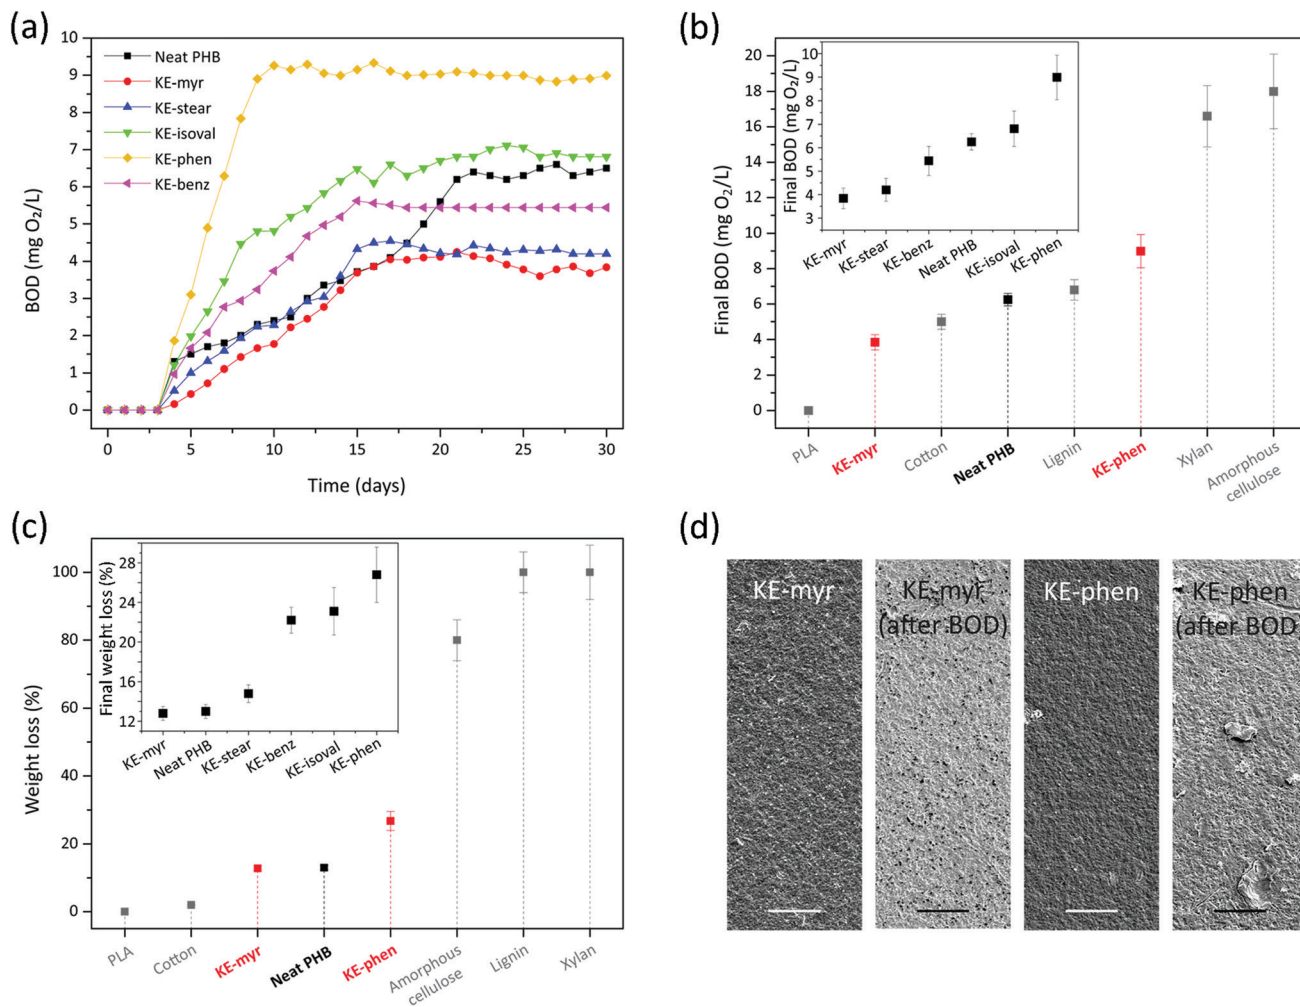 (a)
BOD (mg O₂/L)
10
9
8
7
6
5
4
3
2
1
0
Neat PHB
KE-myr
KE-stear
KE-isoval
KE-phen
KE-benz
0 5 10 15 20 25 30
Time (days)
(b)
Final BOD (mg O₂/L)
20
18
16
14
12
10
8
6
4
2
0
Final BOD (mg O₂/L)
10
9
8
7
6
5
4
3
KE-myr
KE-stear
KE-benz
Neat PHB
KE-isoval
KE-phen
PLA
KE-myr
Cotton
Neat PHB
Lignin
KE-phen
Xylan
Amorphous
cellulose
(c)
Weight loss (%)
100
80
60
40
20
0
Final weight loss (%)
28
24
20
16
12
KE-myr
Neat PHB
KE-stear
KE-benz
KE-isoval
KE-phen
PLA
Cotton
KE-myr
Neat PHB
KE-phen
Amorphous
cellulose
Lignin
Xylan
(d)
KE-myr
KE-myr
(after BOD)
KE-phen
KE-phen
(after BOD)